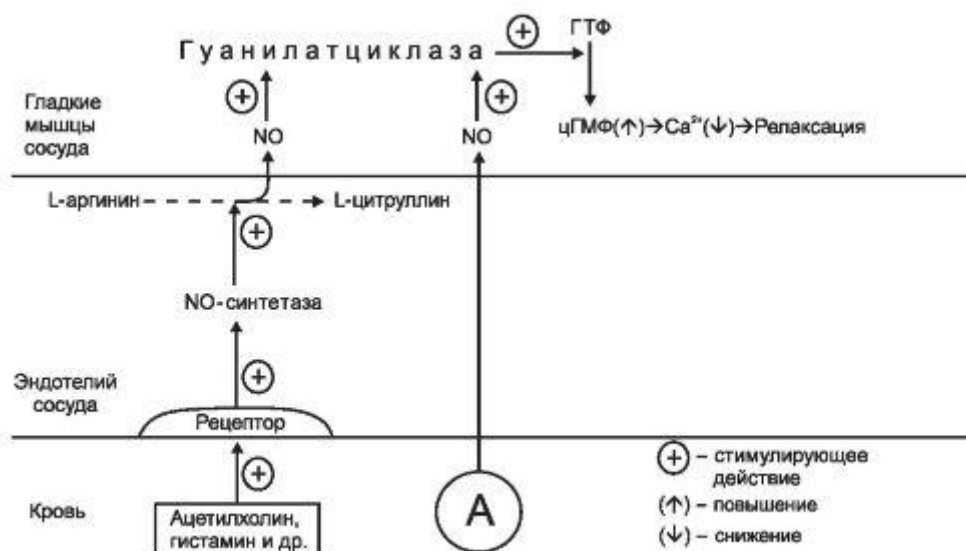 Гуанилатциклаза
+
ГТФ
+
+
Гладкие
мышцы
сосуда
NO
NO
цГМФ(↑)→Ca²⁺(↓)→Релаксация
L-аргинин
L-цитруллин
+
NO-синтетаза
+
Эндотелий
сосуда
Рецептор
+
Кровь
Ацетилхолин,
гистамин и др.
А
+ – стимулирующее
действие
(↑) – повышение
(↓) – снижение